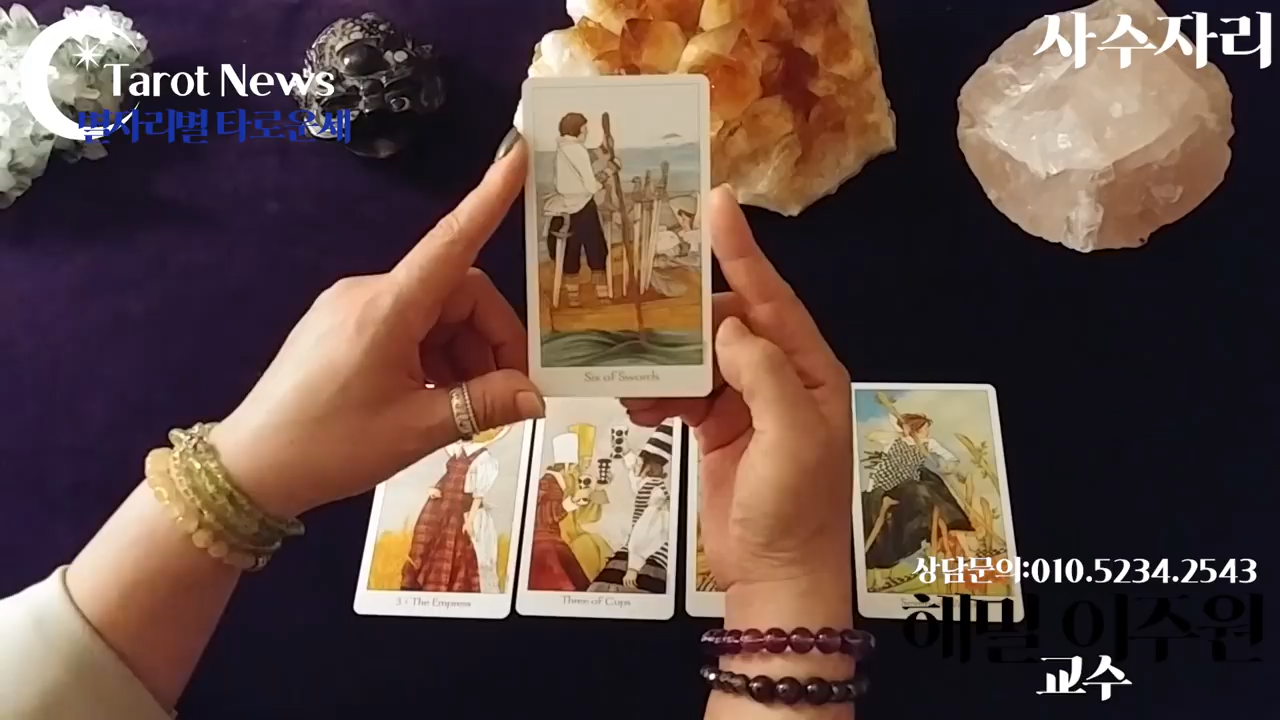 Tarot News
별자리별 타로운세
사수자리
Six of Swords
3 - The Empress
Three of Cups
상담문의:010.5234.2543
해밀 이주원
교수